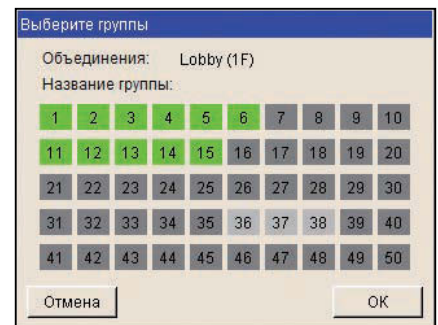 Выберите группы
Объединения: Lobby (1F)
Название группы:
1 2 3 4 5 6 7 8 9 10
11 12 13 14 15 16 17 18 19 20
21 22 23 24 25 26 27 28 29 30
31 32 33 34 35 36 37 38 39 40
41 42 43 44 45 46 47 48 49 50
Отмена OK